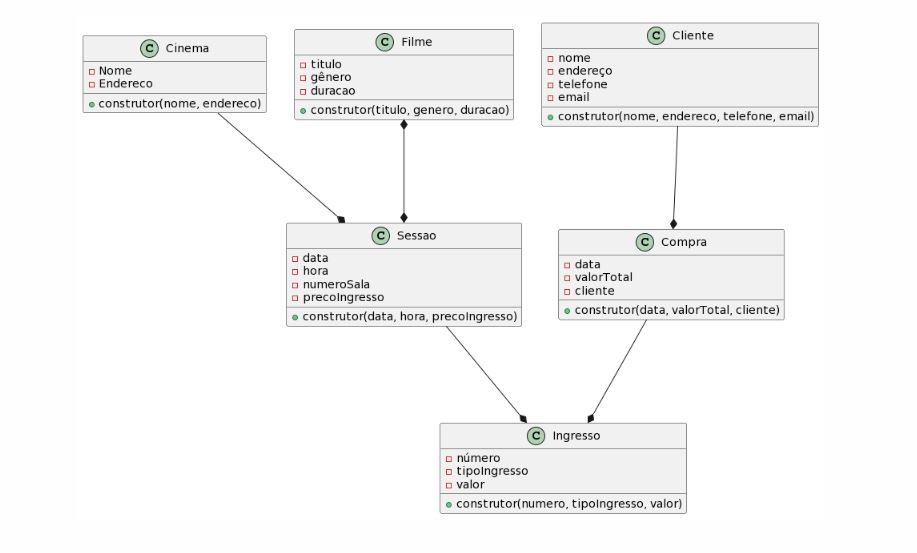 C Cinema
Nome
Endereco
construtor(nome, endereco)
C Filme
titulo
gênero
duracao
construtor(titulo, genero, duracao)
C Cliente
nome
endereço
telefone
email
construtor(nome, endereco, telefone, email)
C Sessao
data
hora
numeroSala
precoIngresso
construtor(data, hora, precoIngresso)
C Compra
data
valorTotal
cliente
construtor(data, valorTotal, cliente)
C Ingresso
número
tipoIngresso
valor
construtor(numero, tipoIngresso, valor)